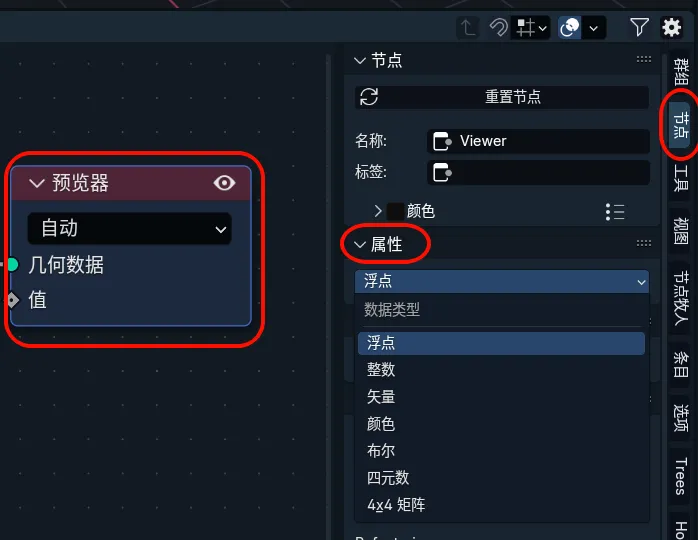 预览器
自动
几何数据
值
节点
重置节点
名称:
Viewer
标签:
颜色
属性
浮点
数据类型
浮点
整数
矢量
颜色
布尔
四元数
4x4 矩阵
群组
节点
工具
视图
节点牧人
条目
选项
Trees